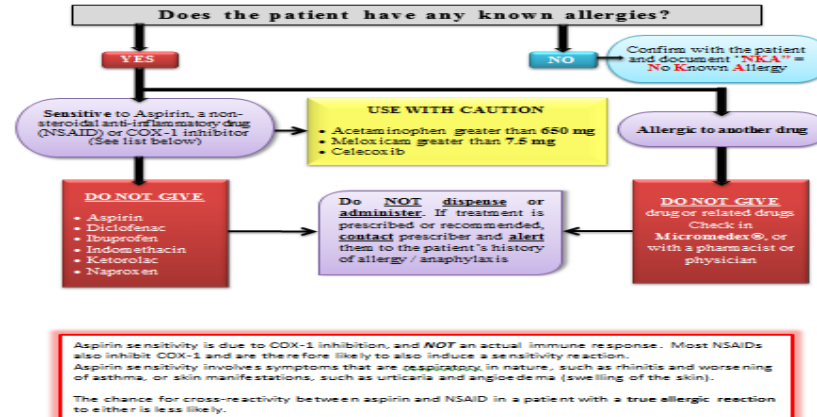 Does the patient have any known allergies?
YES
NO
Confirm with the patient
and document "NKA" =
No Known Allergy
Sensitive to Aspirin, a non-
steroidal anti-inflammatory drug
(NSAID) or COX-1 inhibitor
(See list below)
USE WITH CAUTION
• Acetaminophen greater than 650 mg
• Meloxicam greater than 7.5 mg
• Celecoxib
Allergic to another drug
DO NOT GIVE
• Aspirin
• Diclofenac
• Ibuprofen
• Indomethacin
• Ketorolac
• Naproxen
Do NOT dispense or
administer. If treatment is
prescribed or recommended,
contact prescriber and alert
them to the patient's history
of allergy / anaphylaxis
DO NOT GIVE
drug or related drugs
Check in
Micromedex®, or
with a pharmacist or
physician
Aspirin sensitivity is due to COX-1 inhibition, and NOT an actual immune response. Most NSAIDs
also inhibit COX-1 and are therefore likely to also induce a sensitivity reaction.
Aspirin sensitivity involves symptoms that are respiratory in nature, such as rhinitis and worsening
of asthma, or skin manifestations, such as urticaria and angioedema (swelling of the skin).
The chance for cross-reactivity between aspirin and NSAID in a patient with a true allergic reaction
to either is less likely.